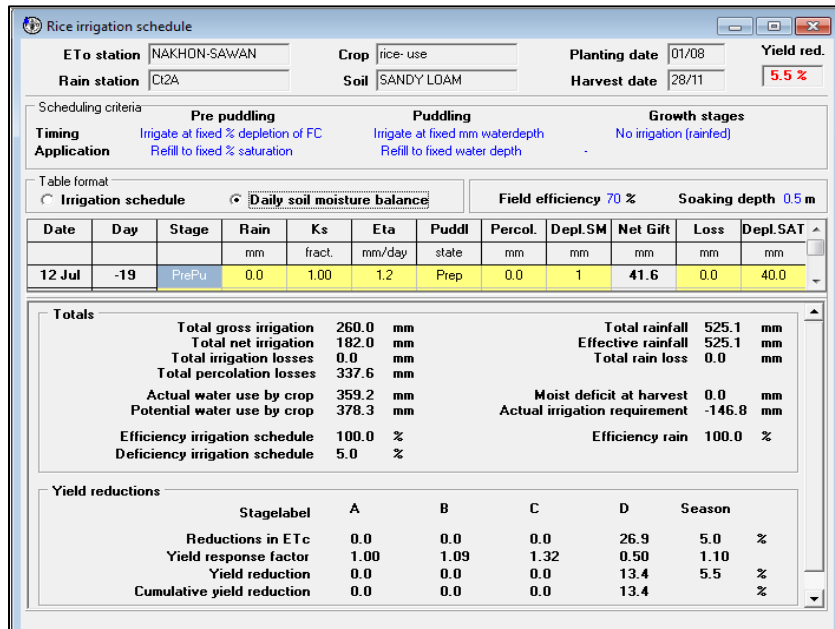 Rice irrigation schedule
ETo station NAKHON-SAWAN Crop rice- use Planting date 01/08 Yield red.
Rain station Ct2A Soil SANDY LOAM Harvest date 28/11 5.5 %
Scheduling criteria
Pre puddling Puddling Growth stages
Timing Irrigate at fixed % depletion of FC Irrigate at fixed mm waterdepth No irrigation (rainfed)
Application Refill to fixed % saturation Refill to fixed water depth -
Table format
Irrigation schedule Daily soil moisture balance Field efficiency 70 % Soaking depth 0.5 m
Date Day Stage Rain Ks Eta Puddl Percol. Depl.SM Net Gift Loss Depl.SAT
mm fract. mm/day state mm mm mm mm mm
12 Jul -19 PrePu 0.0 1.00 1.2 Prep 0.0 1 41.6 0.0 40.0
Totals
Total gross irrigation 260.0 mm Total rainfall 525.1 mm
Total net irrigation 182.0 mm Effective rainfall 525.1 mm
Total irrigation losses 0.0 mm Total rain loss 0.0 mm
Total percolation losses 337.6 mm
Actual water use by crop 359.2 mm Moist deficit at harvest 0.0 mm
Potential water use by crop 378.3 mm Actual irrigation requirement -146.8 mm
Efficiency irrigation schedule 100.0 % Efficiency rain 100.0 %
Deficiency irrigation schedule 5.0 %
Yield reductions
Stagelabel A B C D Season
Reductions in ETc 0.0 0.0 0.0 26.9 5.0 %
Yield response factor 1.00 1.09 1.32 0.50 1.10
Yield reduction 0.0 0.0 0.0 13.4 5.5 %
Cumulative yield reduction 0.0 0.0 0.0 13.4 %